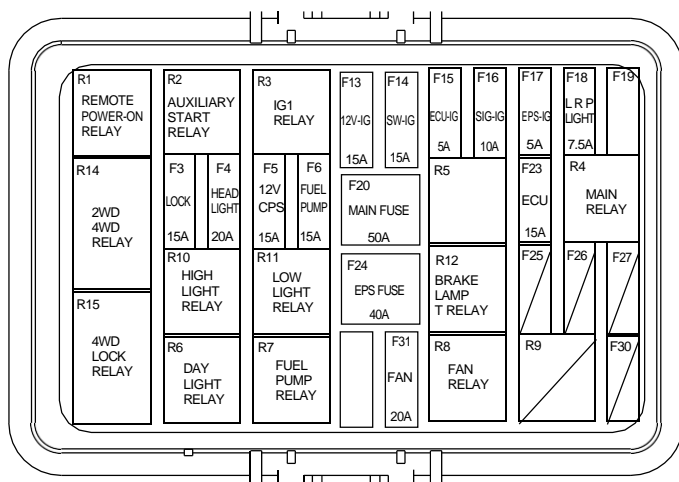 R1
REMOTE
POWER-ON
RELAY
R2
AUXILIARY
START
RELAY
R3
IG1
RELAY
F13
12V-IG
15A
F14
SW-IG
15A
F15
ECU-IG
5A
F16
SIG-IG
10A
F17
EPS-IG
5A
F18
L R P
LIGHT
7.5A
F19
R14
2WD
4WD
RELAY
F3
LOCK
15A
F4
HEAD
LIGHT
20A
F5
12V
CPS
15A
F6
FUEL
PUMP
15A
F20
MAIN FUSE
50A
R5
F23
ECU
15A
R4
MAIN
RELAY
R10
HIGH
LIGHT
RELAY
R11
LOW
LIGHT
RELAY
F24
EPS FUSE
40A
R12
BRAKE
LAMP
T RELAY
F25
F26
F27
R15
4WD
LOCK
RELAY
R6
DAY
LIGHT
RELAY
R7
FUEL
PUMP
RELAY
F31
FAN
20A
R8
FAN
RELAY
R9
F30